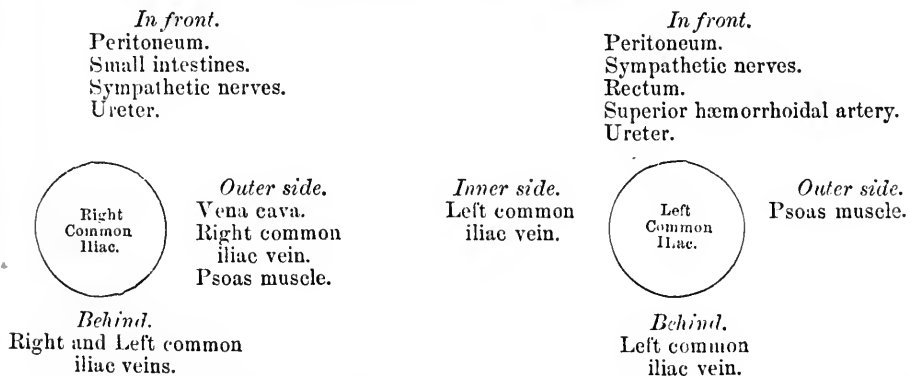 In front.
Peritoneum.
Small intestines.
Sympathetic nerves.
Ureter.
Right
Common
Iliac.
Outer side.
Vena cava.
Right common
iliac vein.
Psoas muscle.
Behind.
Right and Left common
iliac veins.
In front.
Peritoneum.
Sympathetic nerves.
Rectum.
Superior hæmorrhoidal artery.
Ureter.
Inner side.
Left common
iliac vein.
Left
Common
Iliac.
Outer side.
Psoas muscle.
Behind.
Left common
iliac vein.